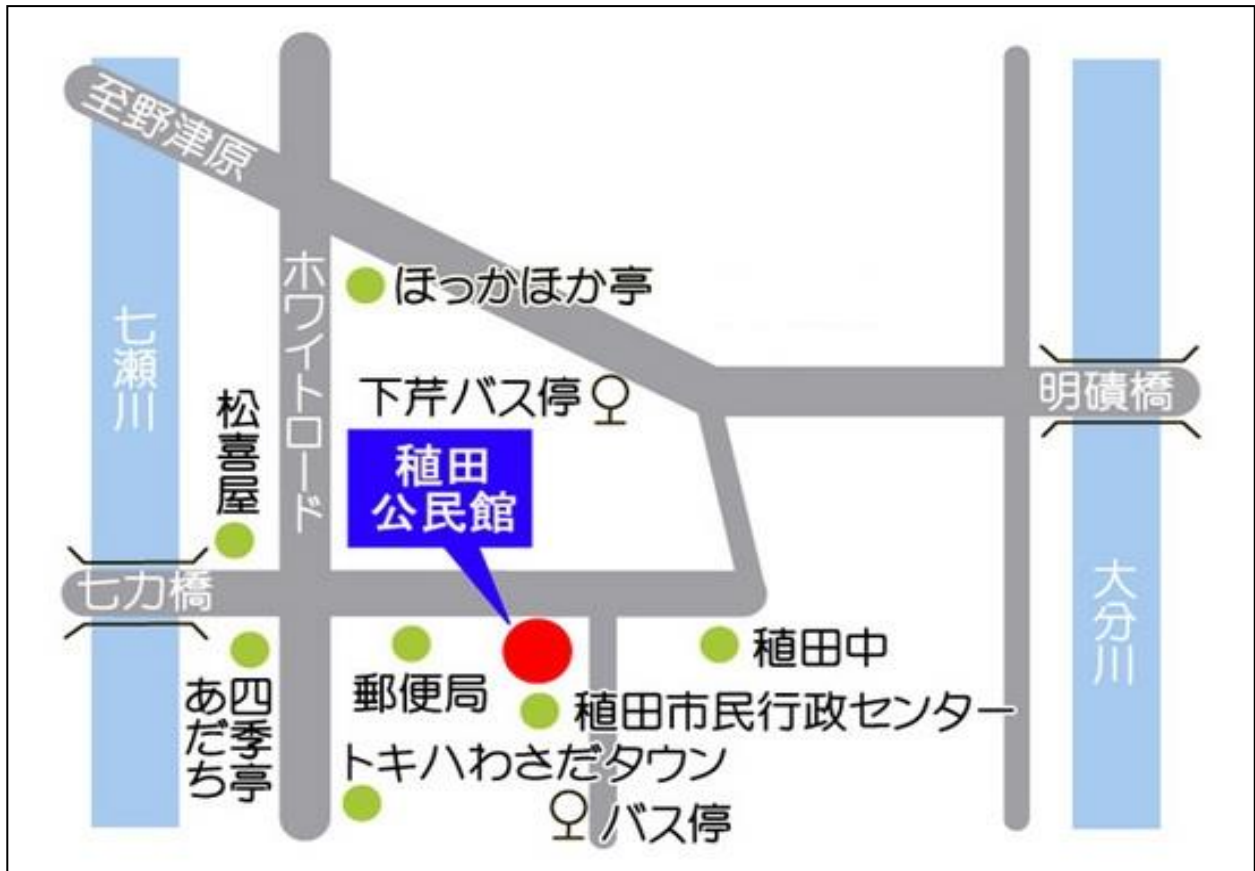 至野津原
ホワイトロード
ほっかほか亭
七瀬川
下芹バス停
明磧橋
松喜屋
稙田
公民館
七力橋
大分川
稙田中
郵便局
四季亭
あだち
稙田市民行政センター
トキハわさだタウン
バス停